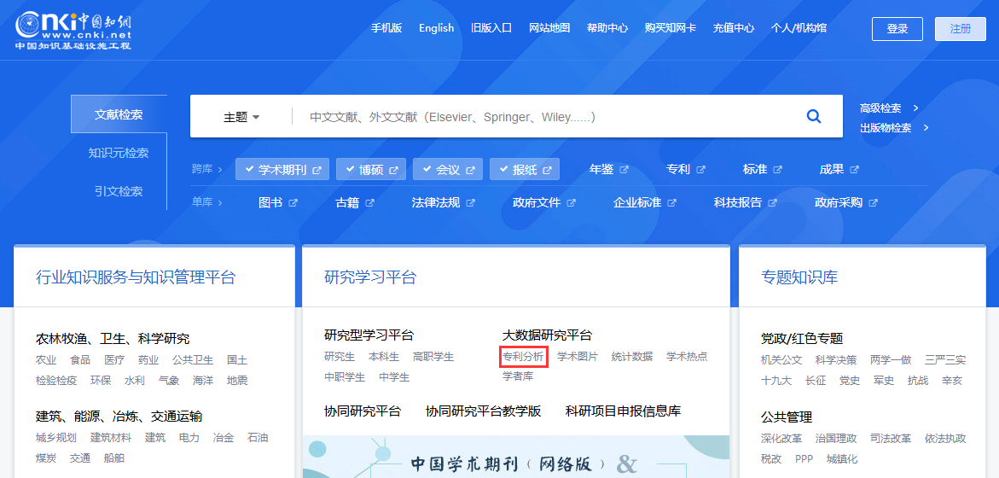 Cnki中国知网
www.cnki.net
中国知识基础设施工程
手机版 English 旧版入口 网站地图 帮助中心 购买知网卡 充值中心 个人/机构馆 登录 注册
文献检索
知识元检索
引文检索
主题 中文文献、外文文献（Elsevier、Springer、Wiley......）
高级检索 >
出版物检索 >
跨库 > 学术期刊 博硕 会议 报纸 年鉴 专利 标准 成果
单库 > 图书 古籍 法律法规 政府文件 企业标准 科技报告 政府采购
行业知识服务与知识管理平台
农林牧渔、卫生、科学研究
农业 食品 医疗 药业 公共卫生 国土
检验检疫 环保 水利 气象 海洋 地震
建筑、能源、冶炼、交通运输
城乡规划 建筑材料 建筑 电力 冶金 石油
煤炭 交通 船舶
研究学习平台
研究型学习平台
研究生 本科生 高职学生
中职学生 中学生
大数据研究平台
专利分析 学术图片 统计数据 学术热点
学者库
协同研究平台 协同研究平台教学版 科研项目申报信息库
中国学术期刊（网络版）&
专题知识库
党政/红色专题
机关公文 科学决策 两学一做 三严三实
十九大 长征 党史 军史 抗战 辛亥
公共管理
深化改革 治国理政 司法改革 依法执政
税改 PPP 城镇化